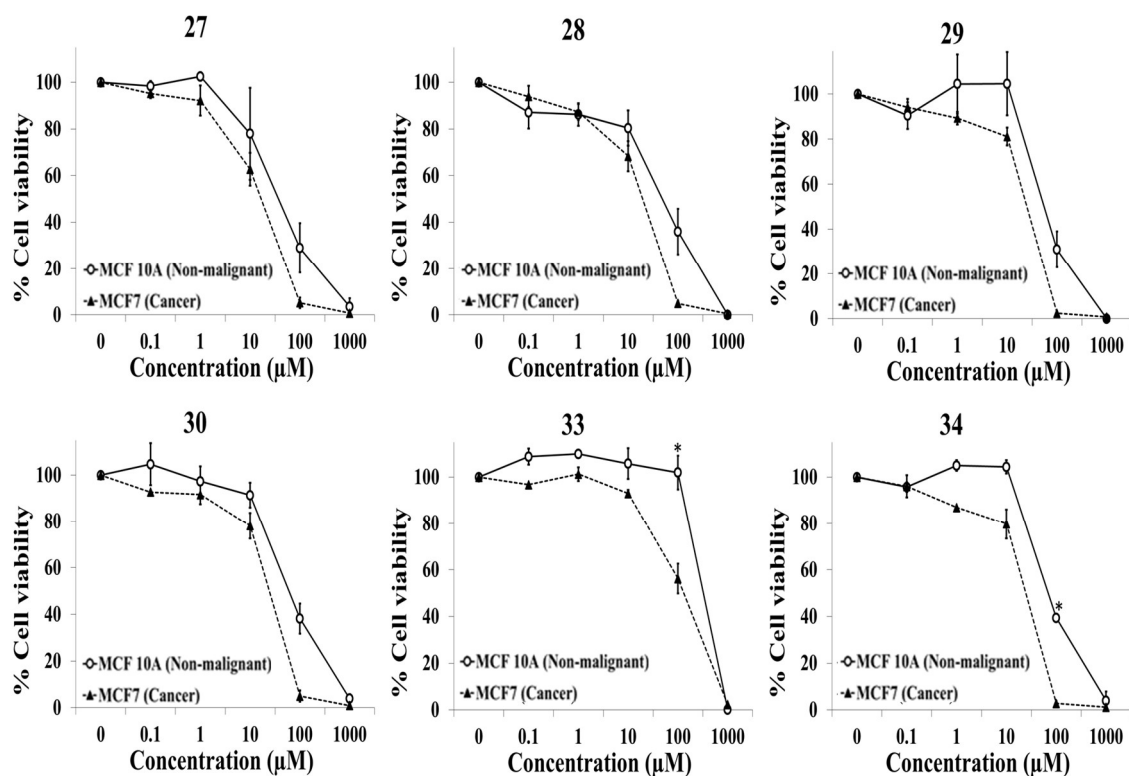 27
% Cell viability
100
80
60
40
20
0
MCF 10A (Non-malignant)
MCF7 (Cancer)
0 0.1 1 10 100 1000
Concentration (µM)
28
% Cell viability
100
80
60
40
20
0
MCF 10A (Non-malignant)
MCF7 (Cancer)
0 0.1 1 10 100 1000
Concentration (µM)
29
% Cell viability
100
80
60
40
20
0
MCF 10A (Non-malignant)
MCF7 (Cancer)
0 0.1 1 10 100 1000
Concentration (µM)
30
% Cell viability
100
80
60
40
20
0
MCF 10A (Non-malignant)
MCF7 (Cancer)
0 0.1 1 10 100 1000
Concentration (µM)
33
% Cell viability
100
80
60
40
20
0
*
MCF 10A (Non-malignant)
MCF7 (Cancer)
0 0.1 1 10 100 1000
Concentration (µM)
34
% Cell viability
100
80
60
40
20
0
*
MCF 10A (Non-malignant)
MCF7 (Cancer)
0 0.1 1 10 100 1000
Concentration (µM)